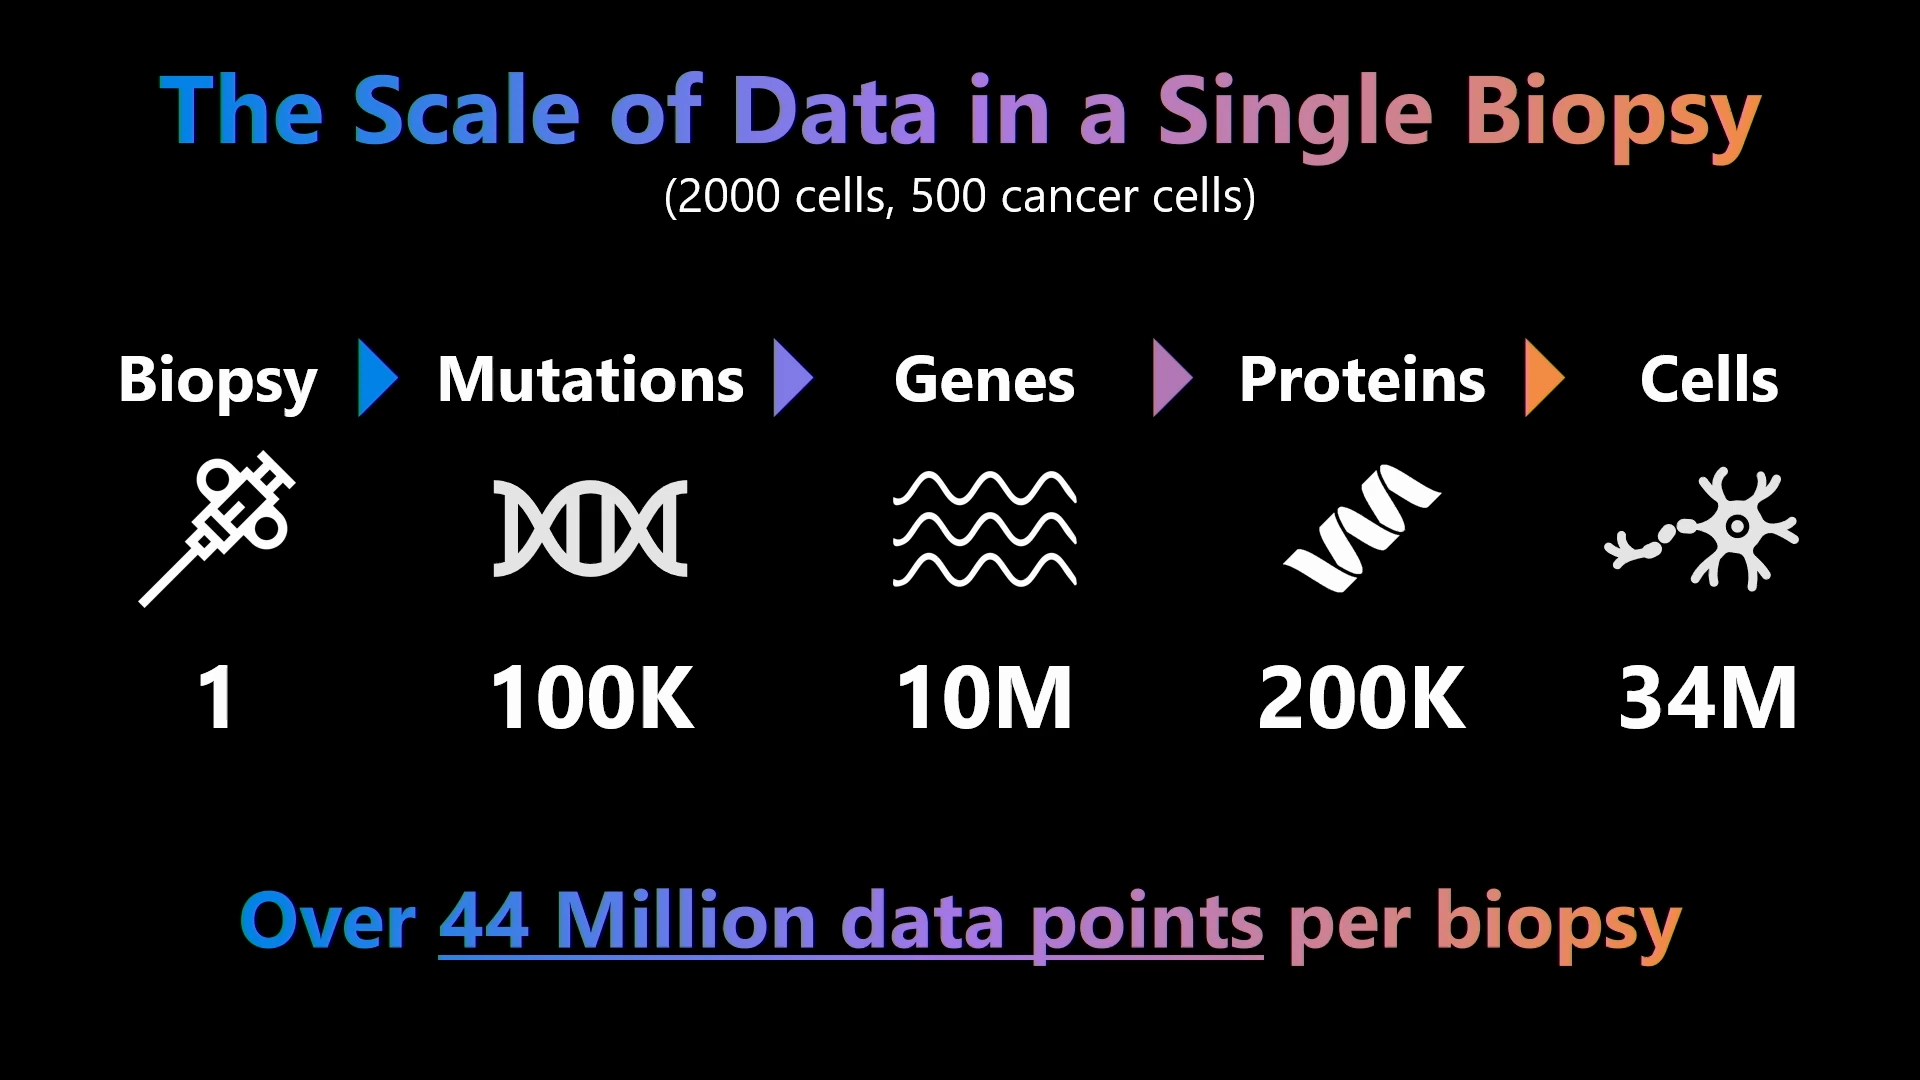 The Scale of Data in a Single Biopsy
(2000 cells, 500 cancer cells)
Biopsy
Mutations
Genes
Proteins
Cells
1
100K
10M
200K
34M
Over 44 Million data points per biopsy